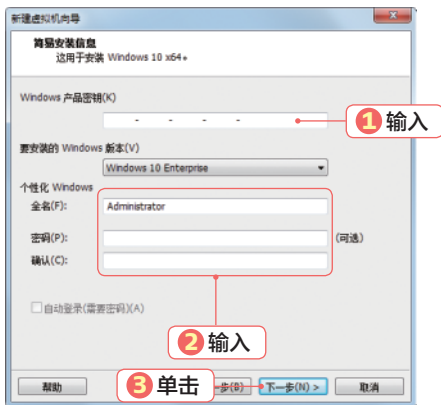 新建虚拟机向导
简易安装信息
这用于安装 Windows 10 x64。
Windows 产品密钥(K)
- - - -
1 输入
要安装的 Windows 版本(V)
Windows 10 Enterprise
个性化 Windows
全名(F): Administrator
密码(P): (可选)
确认(C):
自动登录(需要密码)(A)
2 输入
帮助 3 单击 步(B) 下一步(N) > 取消